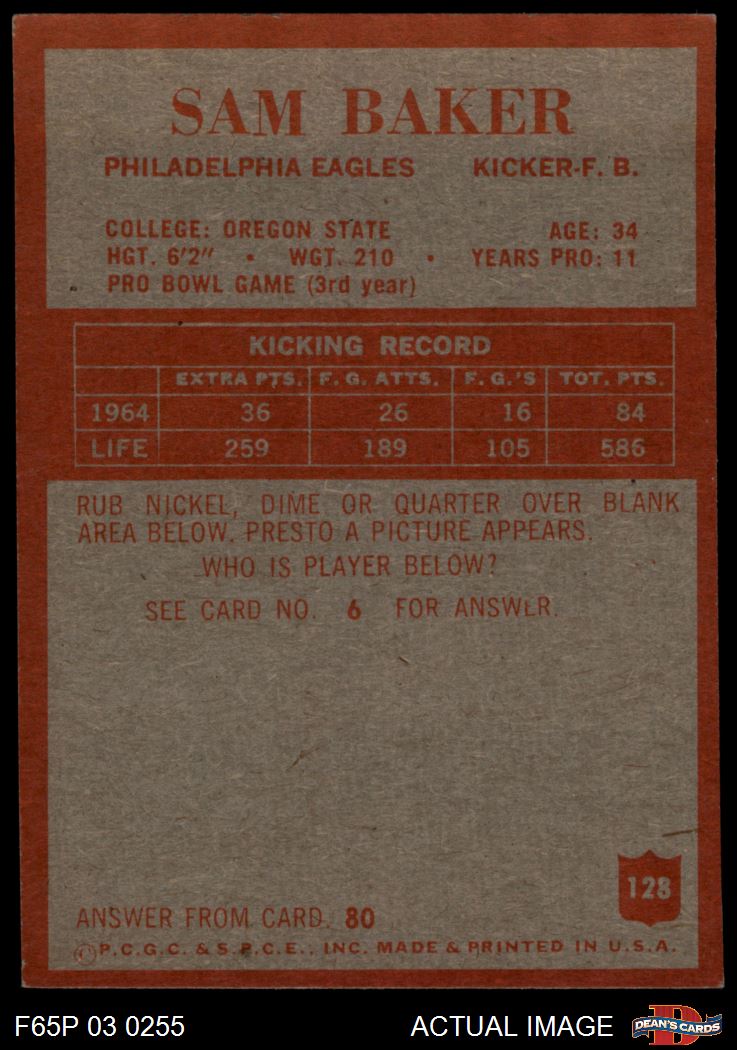 SAM BAKER
PHILADELPHIA EAGLES KICKER-F. B.
COLLEGE: OREGON STATE AGE: 34
HGT. 6'2" • WGT. 210 • YEARS PRO: 11
PRO BOWL GAME (3rd year)
KICKING RECORD
EXTRA PTS. F. G. ATTS. F. G.'S TOT. PTS.
1964 36 26 16 84
LIFE 259 189 105 586
RUB NICKEL, DIME OR QUARTER OVER BLANK
AREA BELOW. PRESTO A PICTURE APPEARS.
WHO IS PLAYER BELOW?
SEE CARD NO. 6 FOR ANSWER.
128
ANSWER FROM CARD. 80
©P.C.G.C. & S.P.C.E., INC. MADE & PRINTED IN U.S.A.
F65P 03 0255 ACTUAL IMAGE DEAN'S CARDS